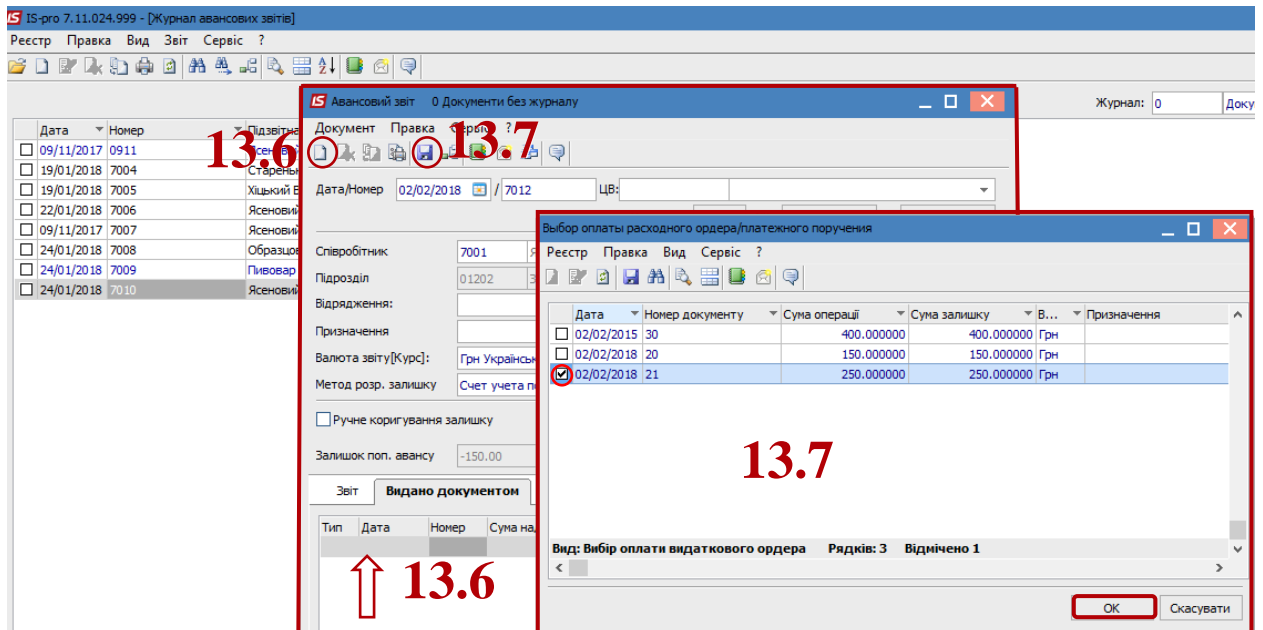 IS-pro 7.11.024.999 - [Журнал авансових звітів]
Реєстр Правка Вид Звіт Сервіс ?
Журнал: 0 Доку
Дата Номер Підзвітна
09/11/2017 0911
19/01/2018 7004 Старень
19/01/2018 7005 Хіцький В
22/01/2018 7006 Ясеновий
09/11/2017 7007 Ясеновий
24/01/2018 7008 Образцов
24/01/2018 7009 Пивовар
24/01/2018 7010 Ясеновий
Авансовий звіт 0 Документи без журналу
Документ Правка Сервіс ?
13.6
13.7
Дата/Номер 02/02/2018 / 7012 ЦВ:
Співробітник 7001
Підрозділ 01202
Відрядження:
Призначення
Валюта звіту[Курс]: Грн Українсь
Метод розр. залишку Счет учета
Ручне коригування залишку
Залишок поп. авансу -150.00
Звіт Видано документом
Тип Дата Номер Сума на
13.6
Выбор оплаты расходного ордера/платежного поручения
Реєстр Правка Вид Сервіс ?
Дата Номер документу Сума операції Сума залишку В... Призначення
02/02/2015 30 400.000000 400.000000 Грн
02/02/2018 20 150.000000 150.000000 Грн
02/02/2018 21 250.000000 250.000000 Грн
13.7
Вид: Вибір оплати видаткового ордера Рядків: 3 Відмічено 1
OK Скасувати